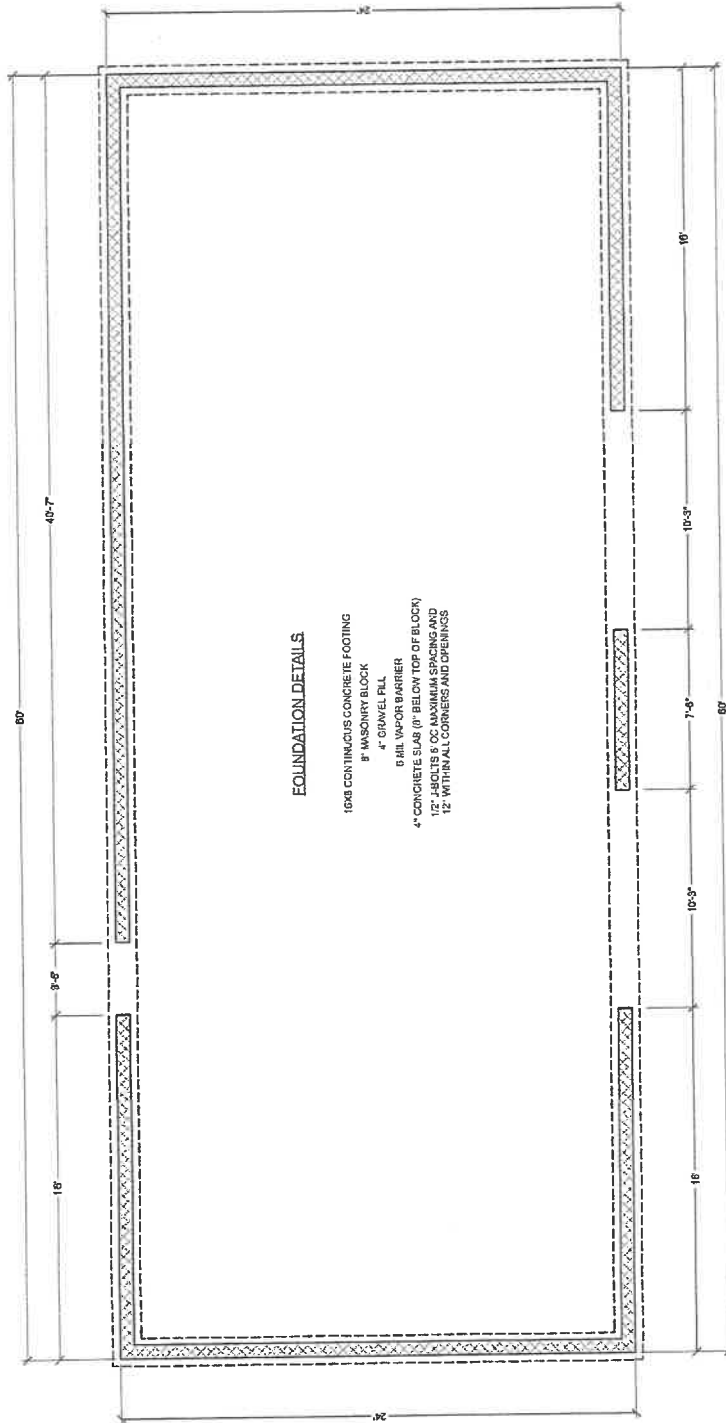 60'
16'
3'-5"
40'-7"
24'
24'
FOUNDATION DETAILS
16X8 CONTINUOUS CONCRETE FOOTING
8" MASONRY BLOCK
4" GRAVEL FILL
6 MIL VAPOR BARRIER
4" CONCRETE SLAB (8" BELOW TOP OF BLOCK)
1/2" J-BOLTS 6' OC MAXIMUM SPACING AND
12" WITHIN ALL CORNERS AND OPENINGS
16'
10'-3"
7'-6"
10'-3"
16'
60'